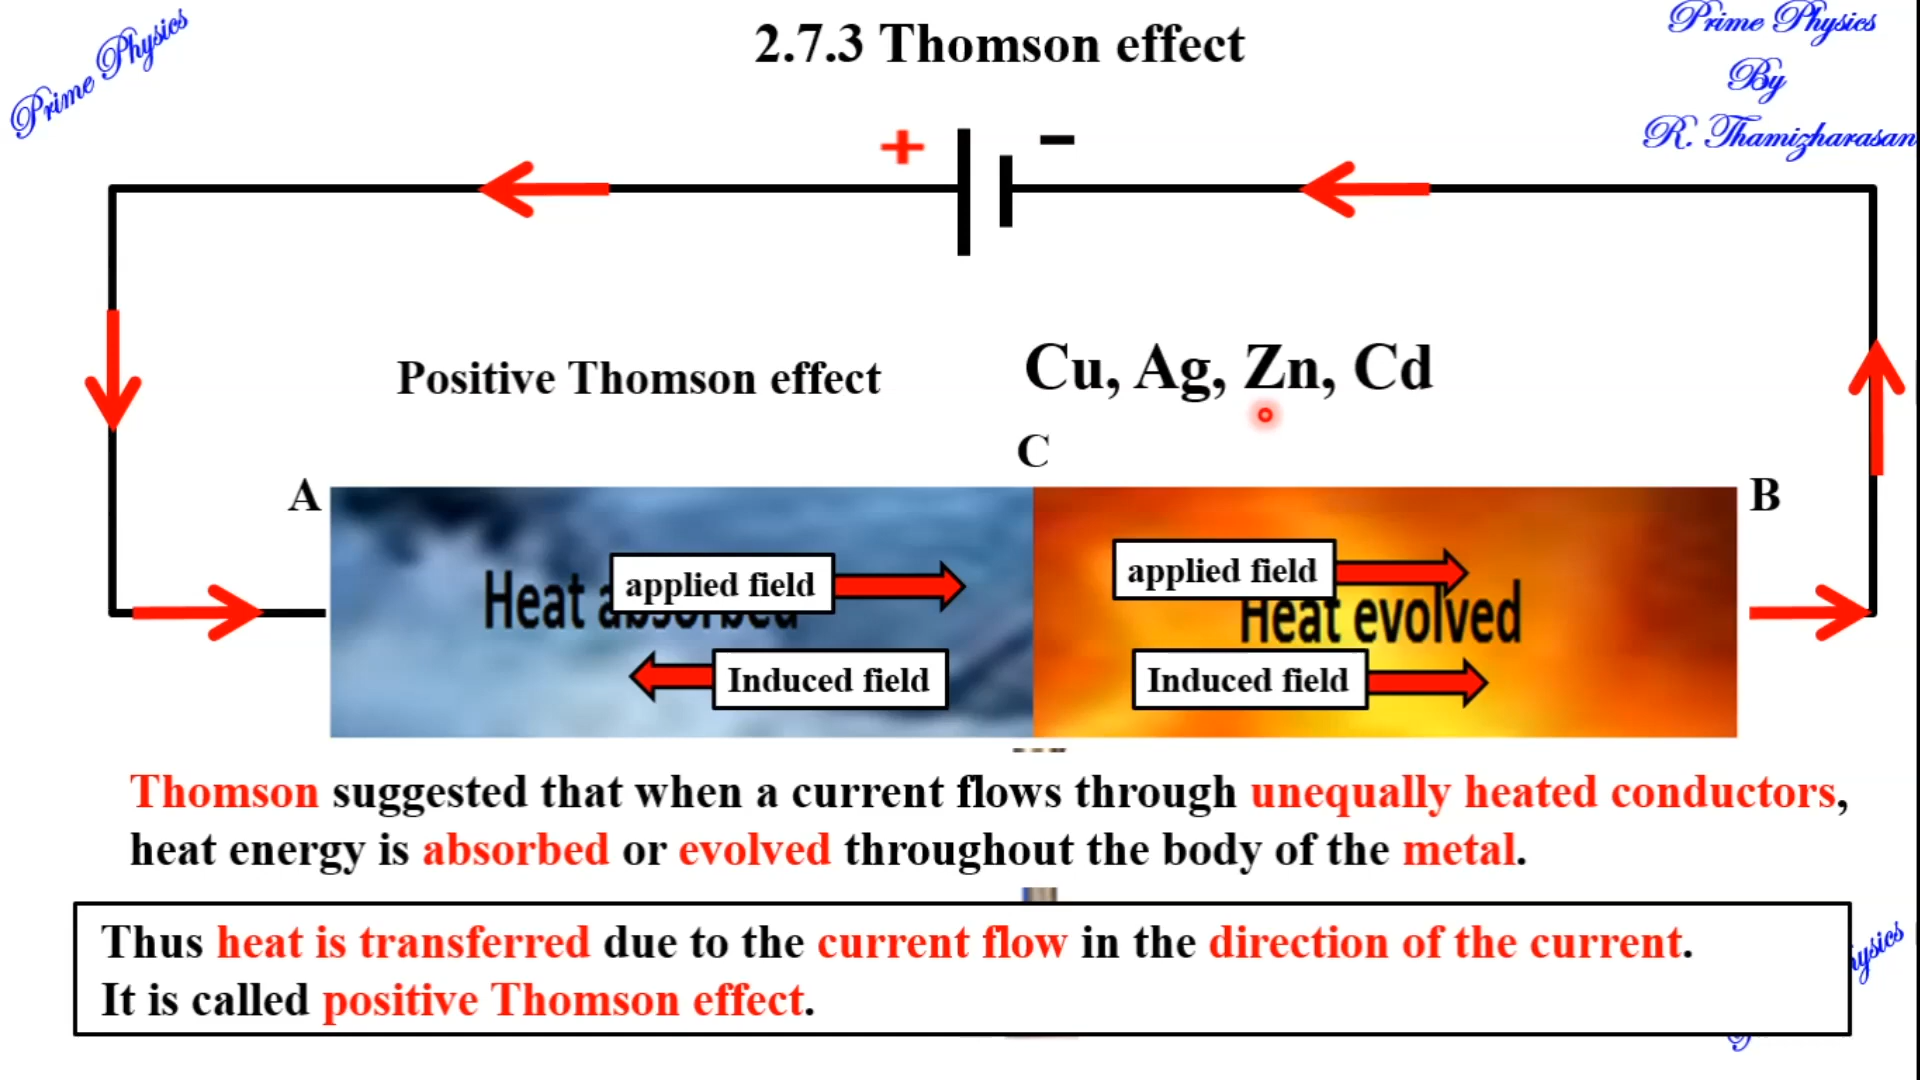 2.7.3 Thomson effect
Prime Physics
Prime Physics
By
R. Thamizharasan
+
−
Positive Thomson effect
Cu, Ag, Zn, Cd
C
A
B
applied field
applied field
Heat absorbed
Heat evolved
Induced field
Induced field
Thomson suggested that when a current flows through unequally heated conductors,
heat energy is absorbed or evolved throughout the body of the metal.
Thus heat is transferred due to the current flow in the direction of the current.
It is called positive Thomson effect.